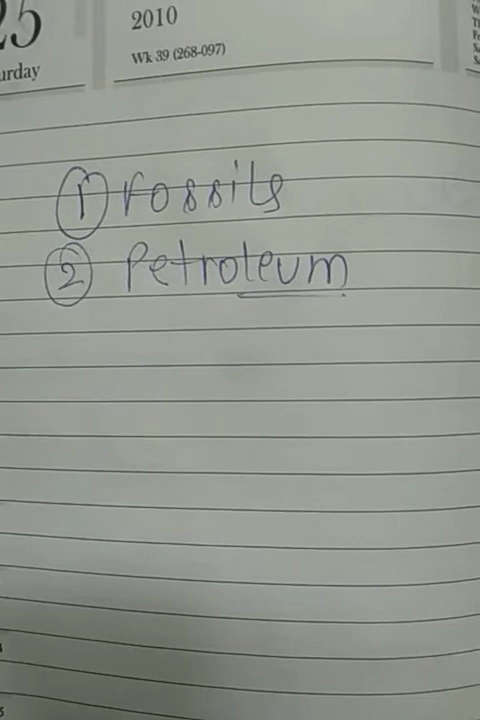 25
2010
urday
Wk 39 (268-097)
① Fossils
② Petroleum